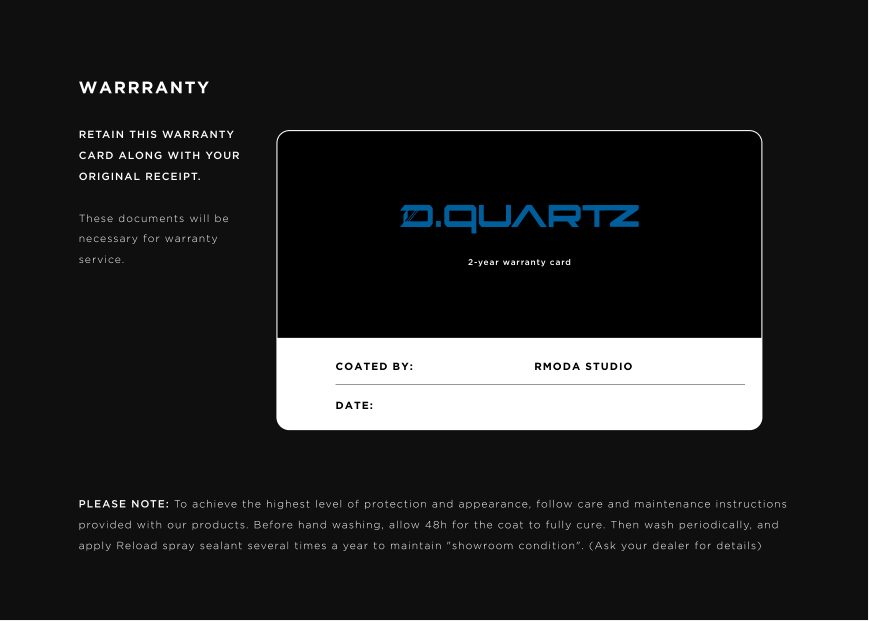 WARRRANTY
RETAIN THIS WARRANTY
CARD ALONG WITH YOUR
ORIGINAL RECEIPT.
These documents will be
necessary for warranty
service.
D.QUARTZ
2-year warranty card
COATED BY: RMODA STUDIO
DATE:
PLEASE NOTE: To achieve the highest level of protection and appearance, follow care and maintenance instructions
provided with our products. Before hand washing, allow 48h for the coat to fully cure. Then wash periodically, and
apply Reload spray sealant several times a year to maintain "showroom condition". (Ask your dealer for details)